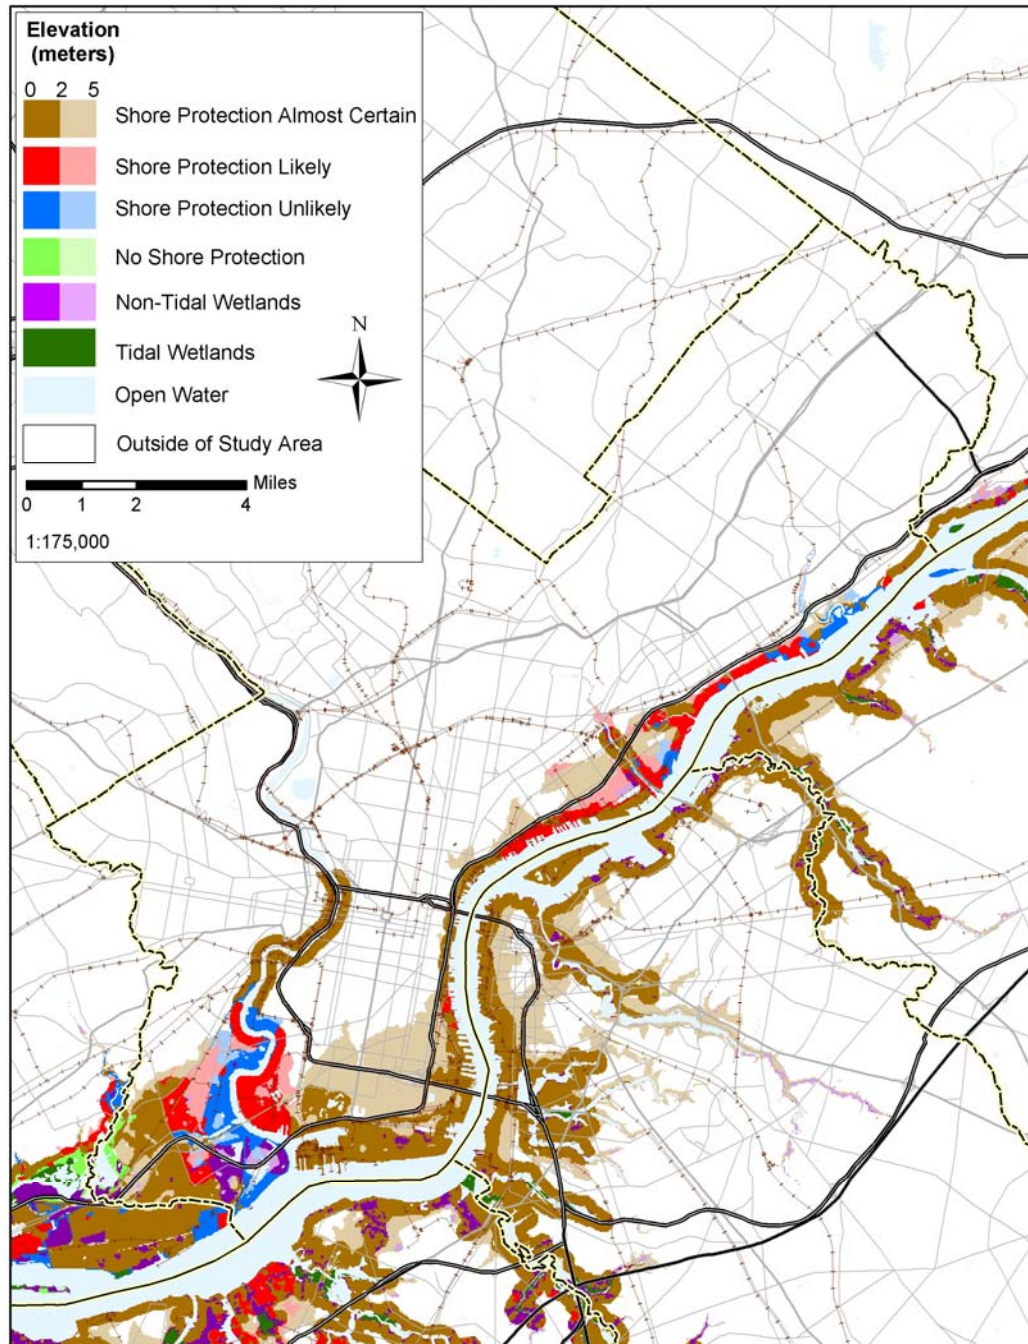 Elevation
(meters)
0 2 5
Shore Protection Almost Certain
Shore Protection Likely
Shore Protection Unlikely
No Shore Protection
Non-Tidal Wetlands
N
Tidal Wetlands
Open Water
Outside of Study Area
Miles
0 1 2 4
1:175,000